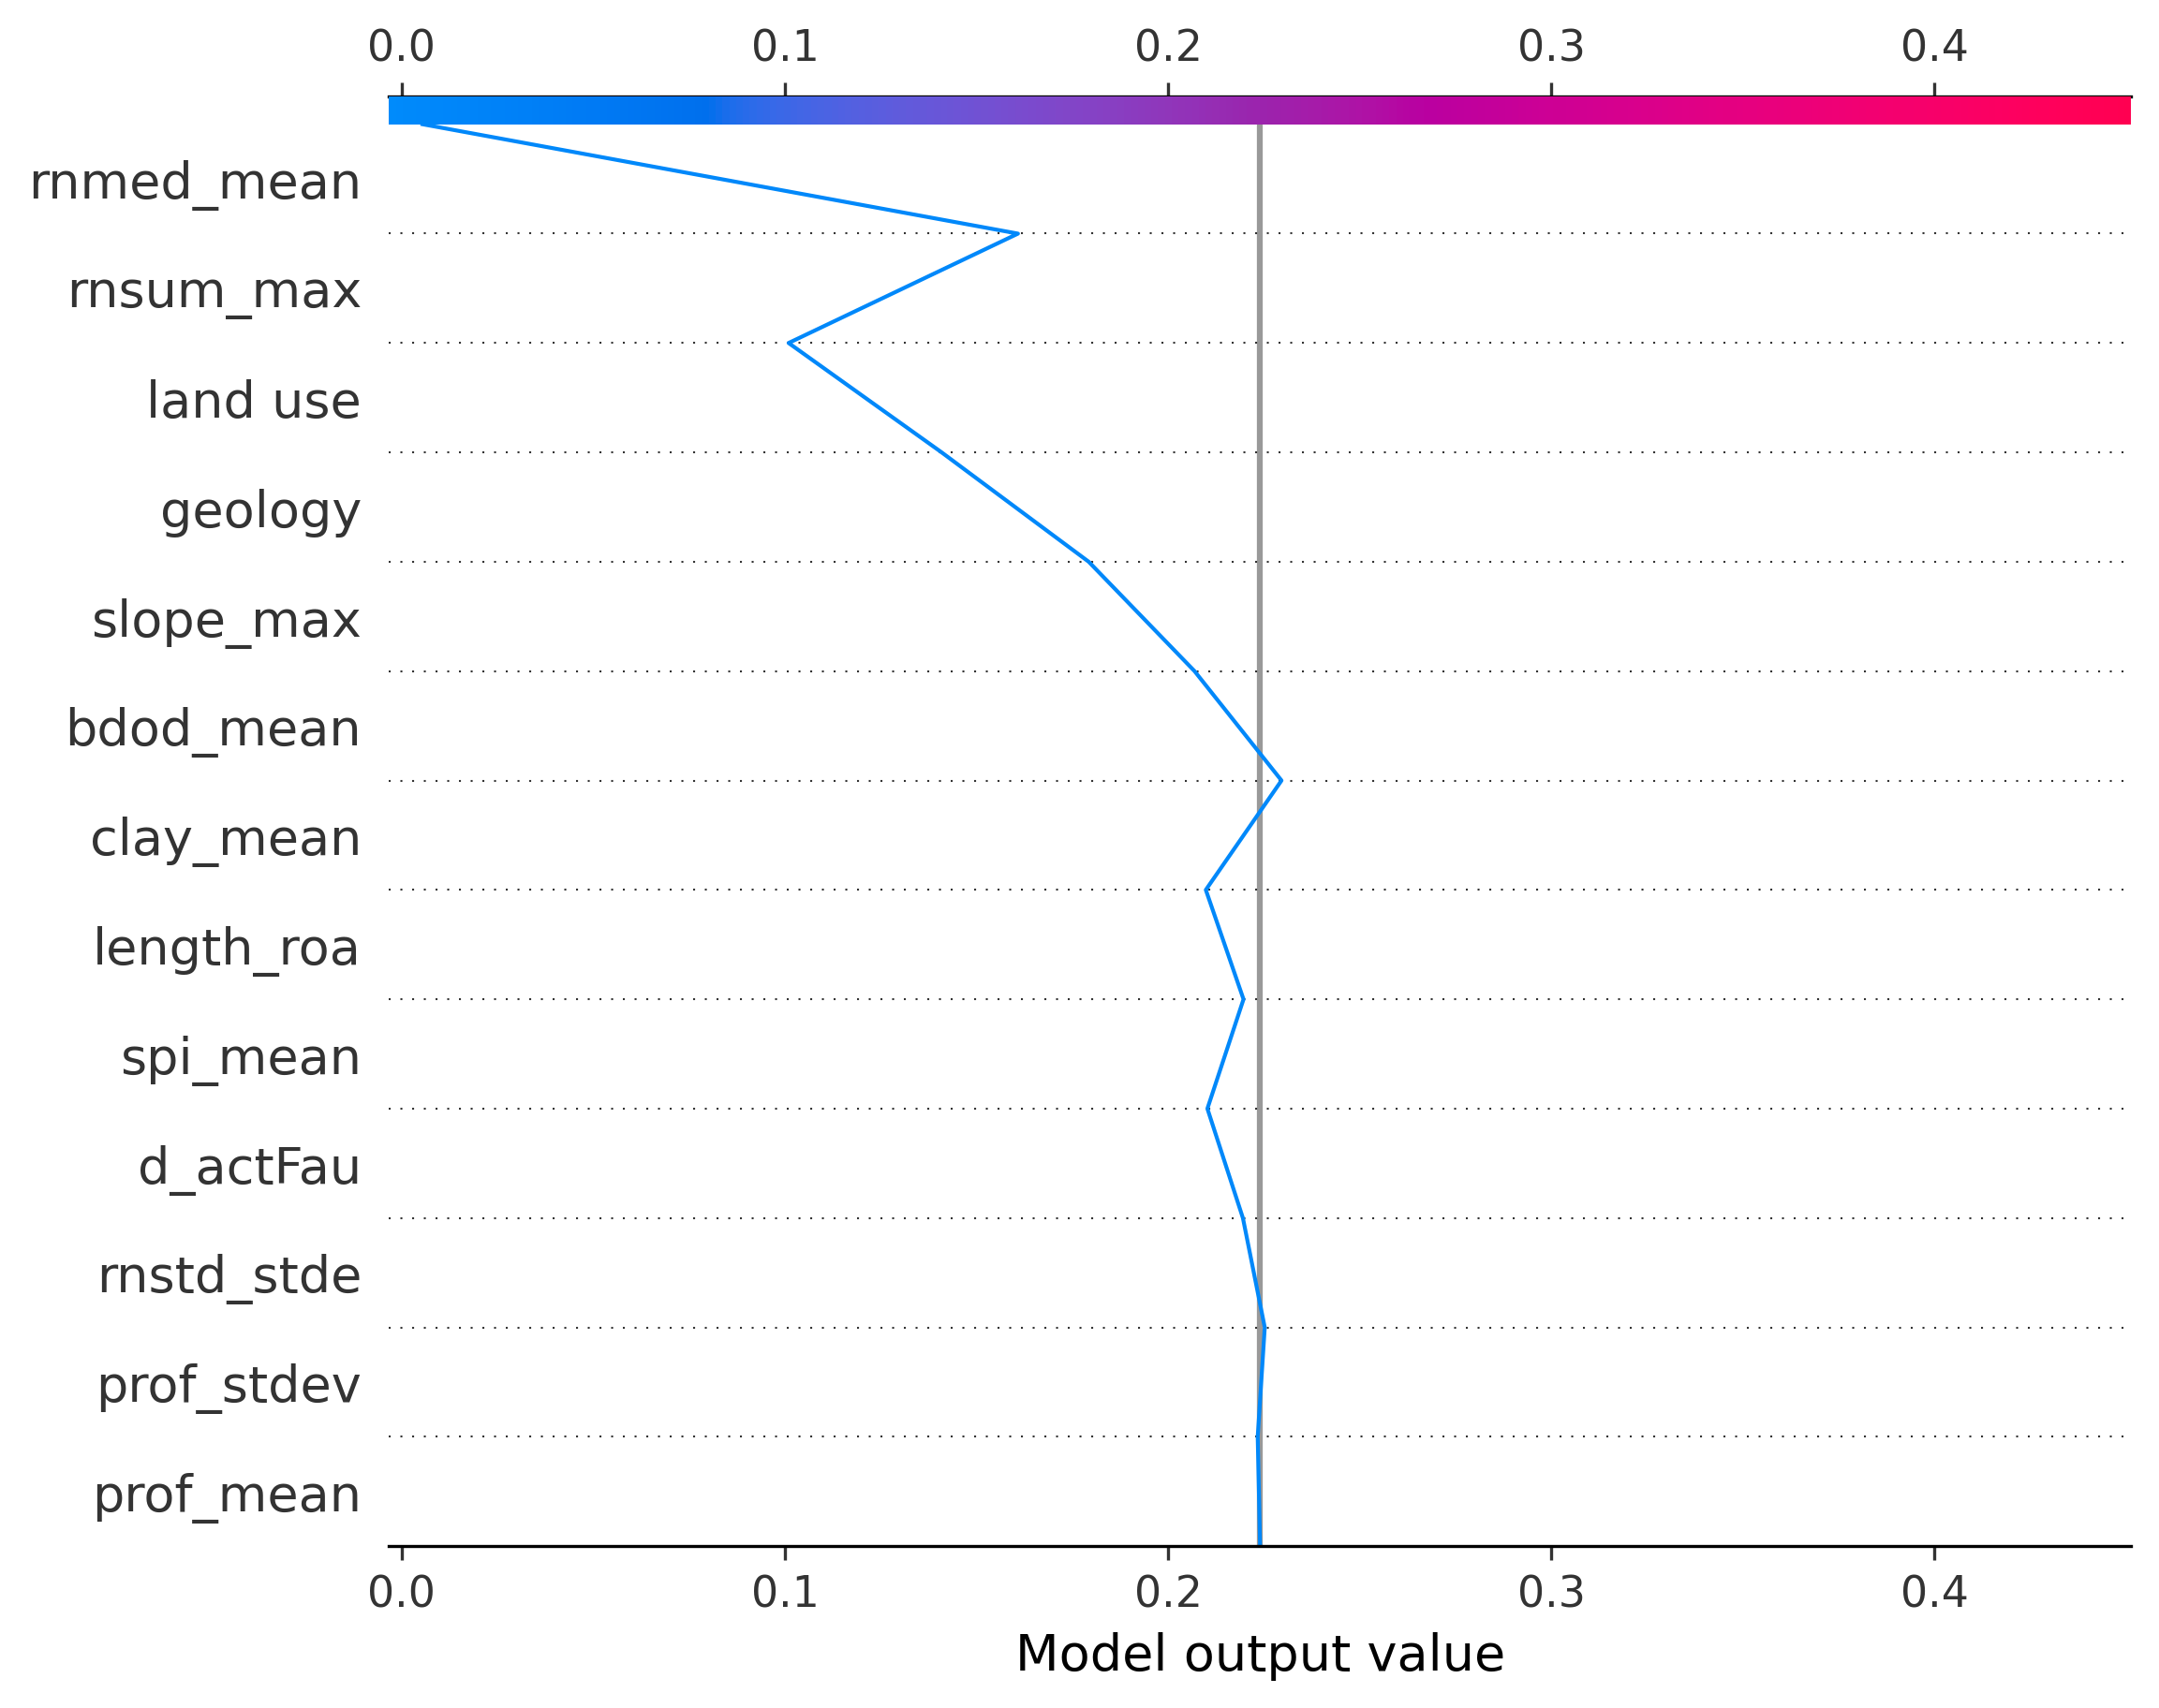 0.0 0.1 0.2 0.3 0.4
rnmed_mean
rnsum_max
land use
geology
slope_max
bdod_mean
clay_mean
length_roa
spi_mean
d_actFau
rnstd_stde
prof_stdev
prof_mean
0.0 0.1 0.2 0.3 0.4
Model output value